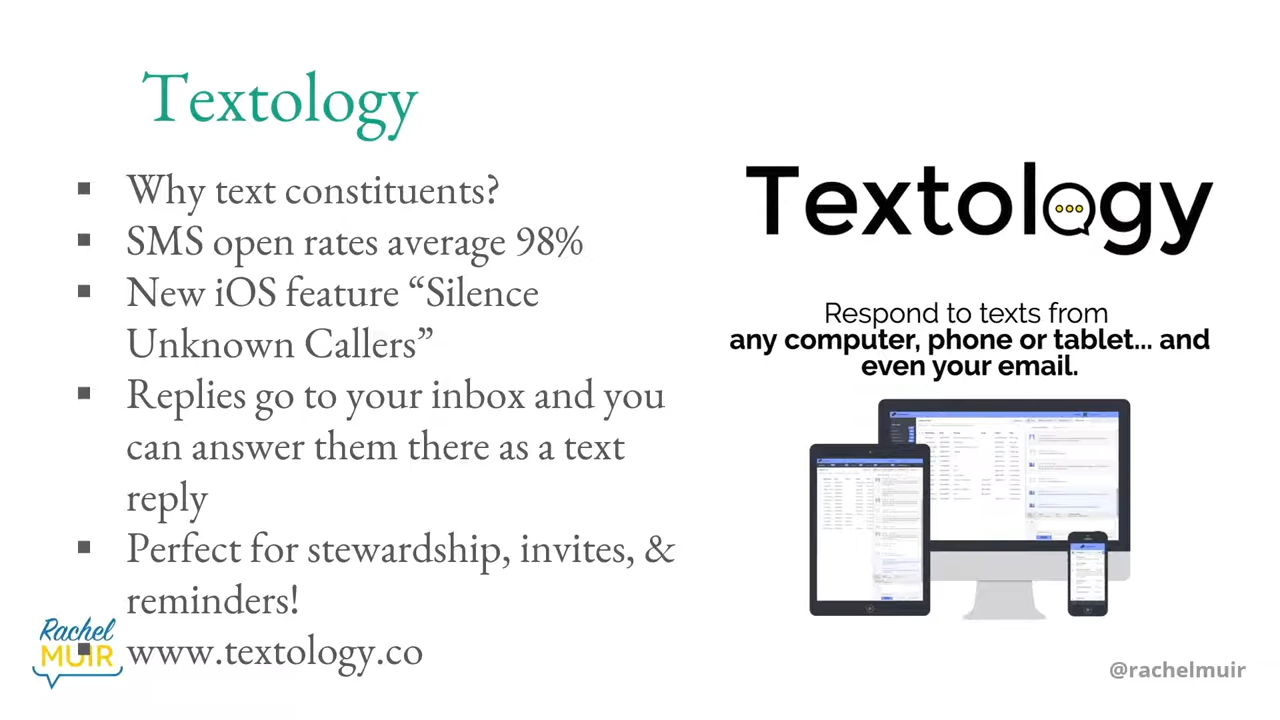 Textology
▪ Why text constituents?
▪ SMS open rates average 98%
▪ New iOS feature “Silence
Unknown Callers”
▪ Replies go to your inbox and you
can answer them there as a text
reply
▪ Perfect for stewardship, invites, &
reminders!
▪ www.textology.co
Textology
Respond to texts from
any computer, phone or tablet... and
even your email.
Rachel
MUIR
@rachelmuir